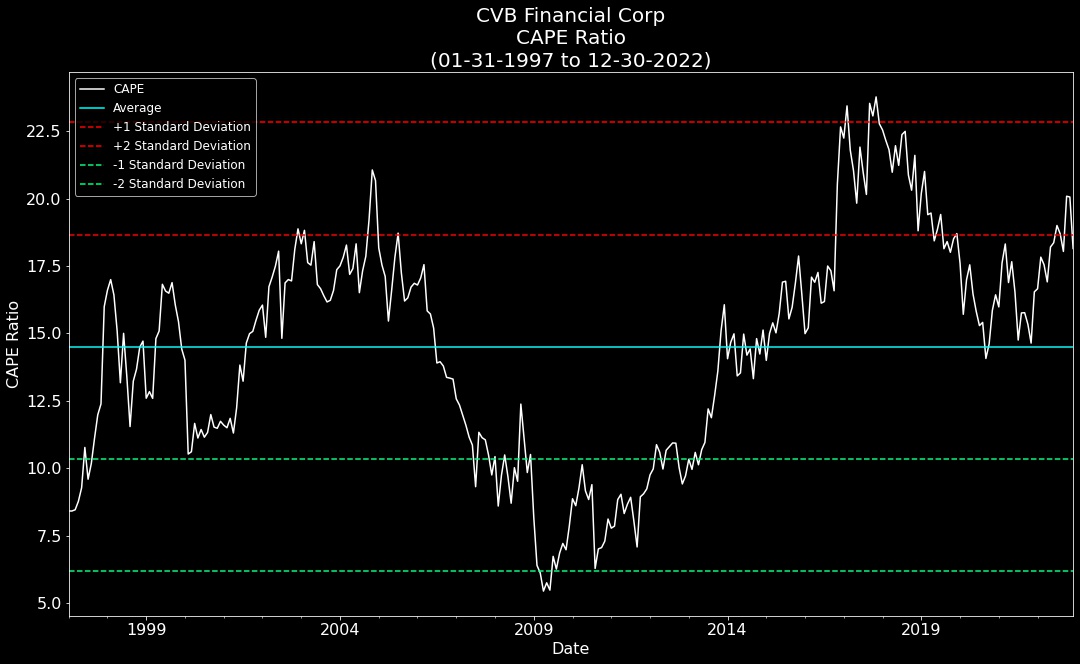 CVB Financial Corp
CAPE Ratio
(01-31-1997 to 12-30-2022)
CAPE
Average
+1 Standard Deviation
+2 Standard Deviation
-1 Standard Deviation
-2 Standard Deviation
22.5
20.0
17.5
15.0
12.5
10.0
7.5
5.0
CAPE Ratio
1999
2004
2009
2014
2019
Date